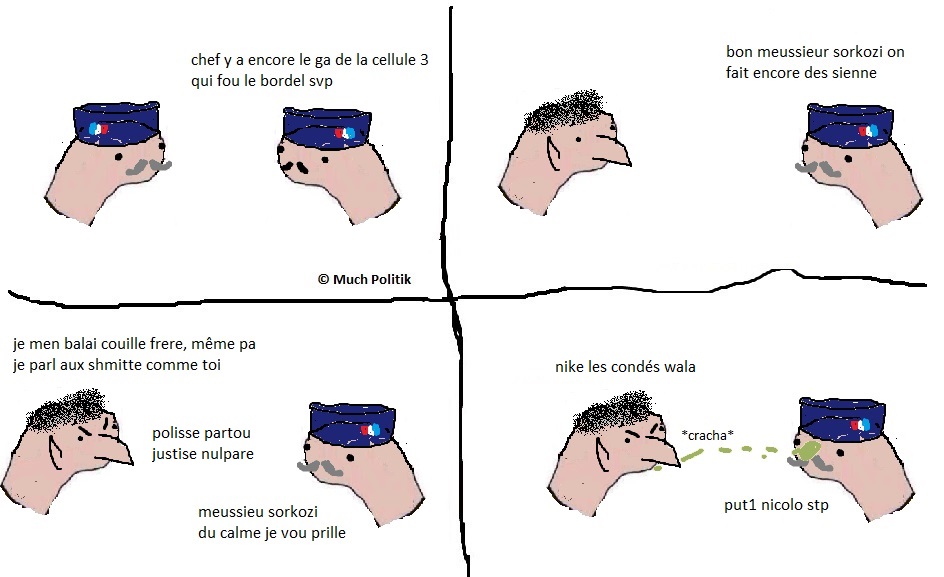 chef y a encore le ga de la cellule 3
qui fou le bordel svp
bon meussieur sorkozi on
fait encore des sienne
© Much Politik
je men balai couille frere, même pa
je parl aux shmitte comme toi
polisse partou
justise nulpare
meussieu sorkozi
du calme je vou prille
nike les condés wala
*cracha*
put1 nicolo stp